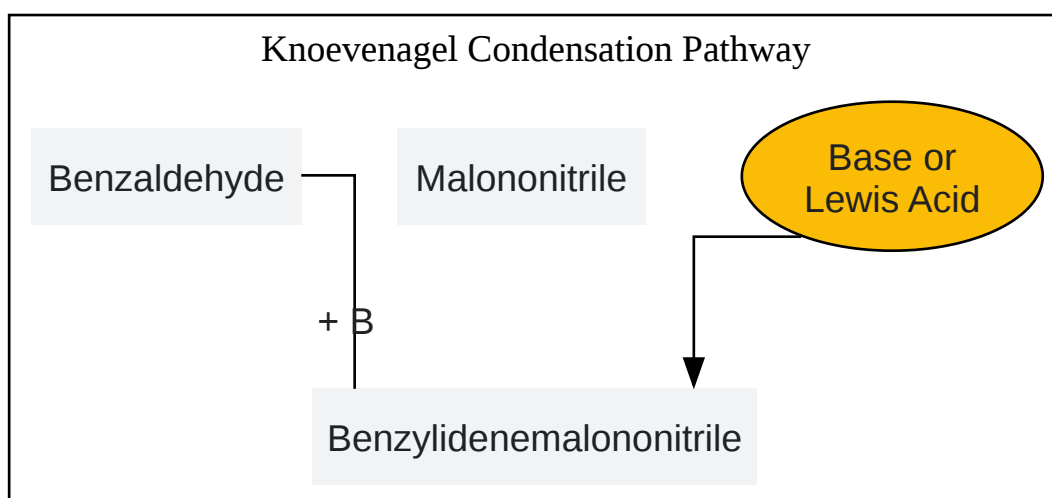 Knoevenagel Condensation Pathway
Benzaldehyde
Malononitrile
Base or
Lewis Acid
+ B
Benzylidenemalononitrile